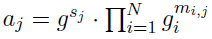 a_j = g^{s_j} · ∏_{i=1}^{N} g_i^{m_{i,j}}